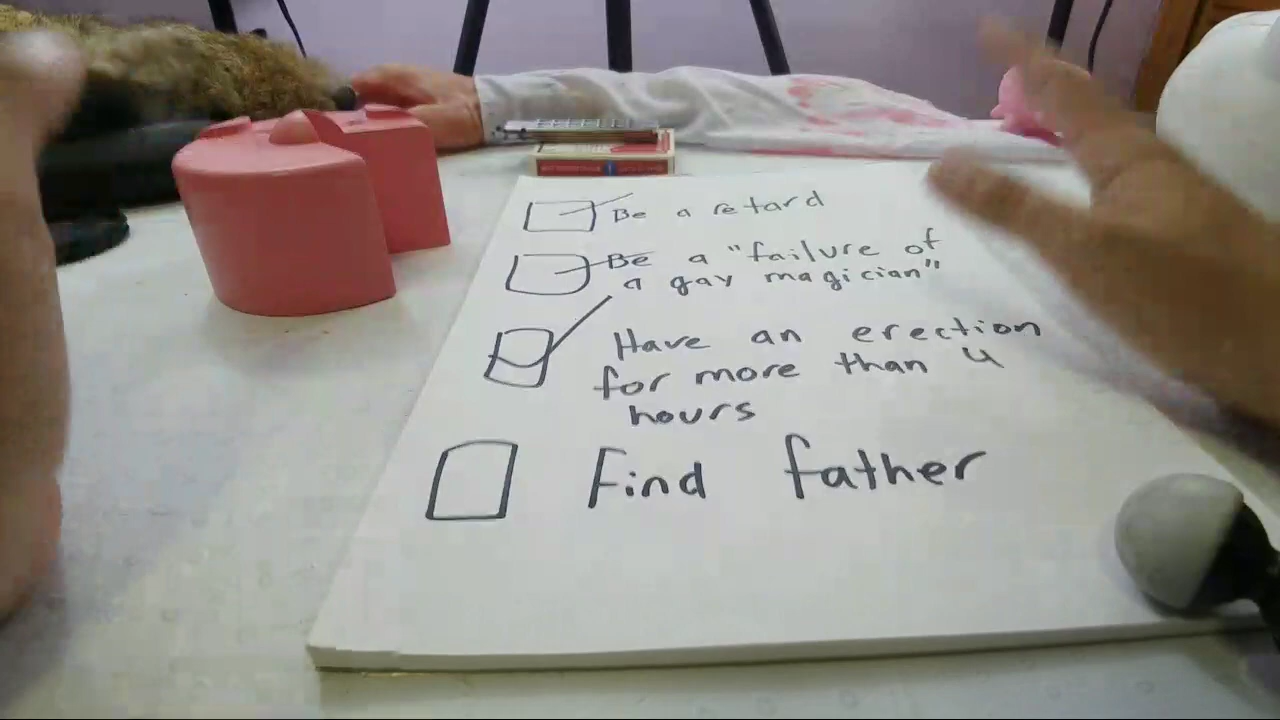 Be a retard
Be a "failure of
a gay magician"
Have an erection
for more than 4
hours
Find father